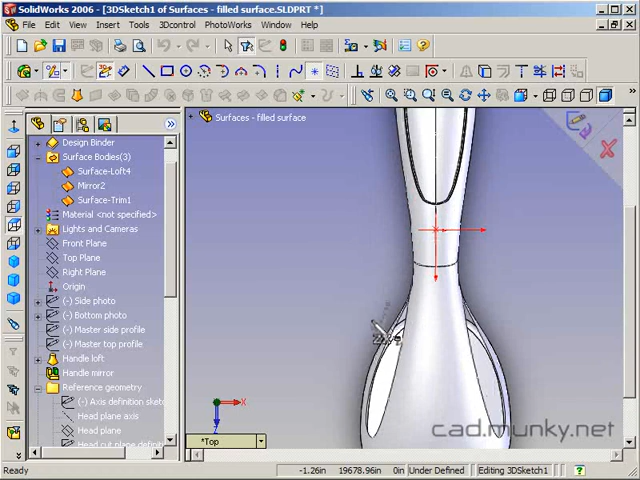 SolidWorks 2006 - [3DSketch1 of Surfaces - filled surface.SLDPRT *]
File Edit View Insert Tools 3Dcontrol PhotoWorks Window Help
Surfaces - filled surface
Design Binder
Surface Bodies(3)
Surface-Loft4
Mirror2
Surface-Trim1
Material <not specified>
Lights and Cameras
Front Plane
Top Plane
Right Plane
Origin
(-) Side photo
(-) Bottom photo
(-) Master side profile
(-) Master top profile
Handle loft
Handle mirror
Reference geometry
(-) Axis definition sketc
Head plane axis
Head plane
Head cut plane definiti
X
Z
*Top
cad.munky.net
Ready -1.26in 19678.96in 0in Under Defined Editing 3DSketch1